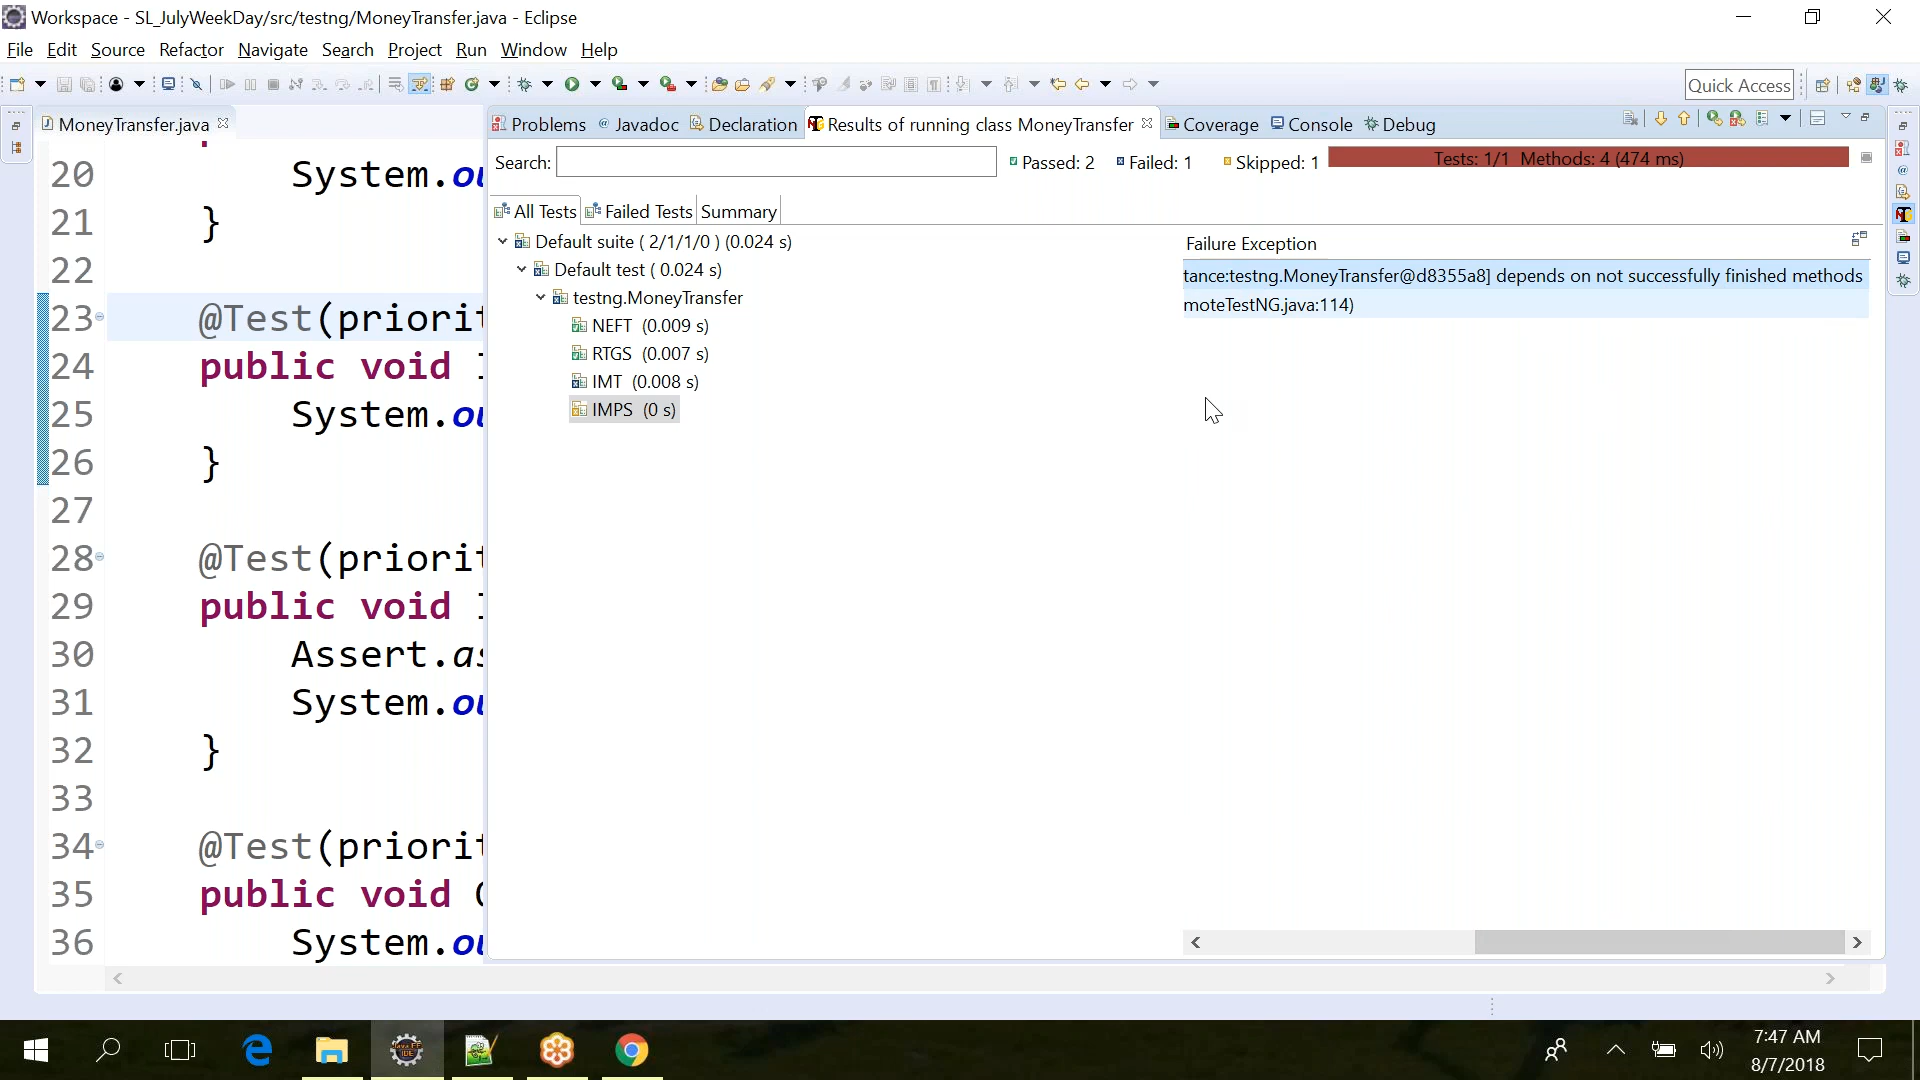 Workspace - SL_JulyWeekDay/src/testng/MoneyTransfer.java - Eclipse
File Edit Source Refactor Navigate Search Project Run Window Help
Quick Access
MoneyTransfer.java
Problems Javadoc Declaration Results of running class MoneyTransfer Coverage Console Debug
Search: Passed: 2 Failed: 1 Skipped: 1 Tests: 1/1 Methods: 4 (474 ms)
All Tests Failed Tests Summary
Default suite ( 2/1/1/0 ) (0.024 s)
Default test ( 0.024 s)
testng.MoneyTransfer
NEFT (0.009 s)
RTGS (0.007 s)
IMT (0.008 s)
IMPS (0 s)
Failure Exception
tance:testng.MoneyTransfer@d8355a8] depends on not successfully finished methods
moteTestNG.java:114)
20 System.ou
21 }
22
23 @Test(priorit
24 public void
25 System.ou
26 }
27
28 @Test(priorit
29 public void
30 Assert.as
31 System.ou
32 }
33
34 @Test(priorit
35 public void
36 System.ou
7:47 AM
8/7/2018